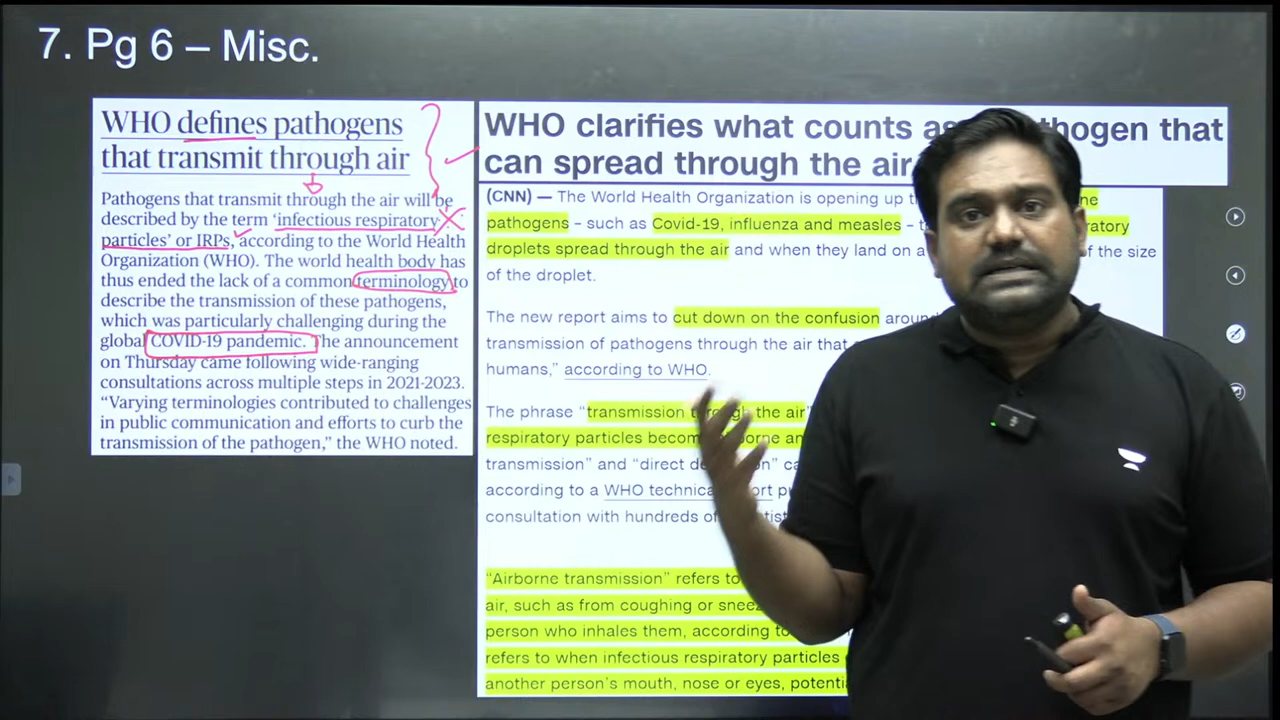 7. Pg 6 – Misc.
WHO defines pathogens
that transmit through air
Pathogens that transmit through the air will be
described by the term ‘infectious respiratory
particles’ or IRPs, according to the World Health
Organization (WHO). The world health body has
thus ended the lack of a common terminology to
describe the transmission of these pathogens,
which was particularly challenging during the
global COVID-19 pandemic. The announcement
on Thursday came following wide-ranging
consultations across multiple steps in 2021-2023.
“Varying terminologies contributed to challenges
in public communication and efforts to curb the
transmission of the pathogen,” the WHO noted.
WHO clarifies what counts as thogen that
can spread through the air
(CNN) — The World Health Organization is opening up
pathogens – such as Covid-19, influenza and measles –
droplets spread through the air and when they land on a of the size
of the droplet.
The new report aims to cut down on the confusion
transmission of pathogens through the air that
humans,” according to WHO.
The phrase “transmission through the air”
respiratory particles become
transmission” and “direct
according to a WHO technical
consultation with hundreds of
“Airborne transmission” refers to
air, such as from coughing or
person who inhales them, according to
refers to when infectious respiratory particles
another person’s mouth, nose or eyes,